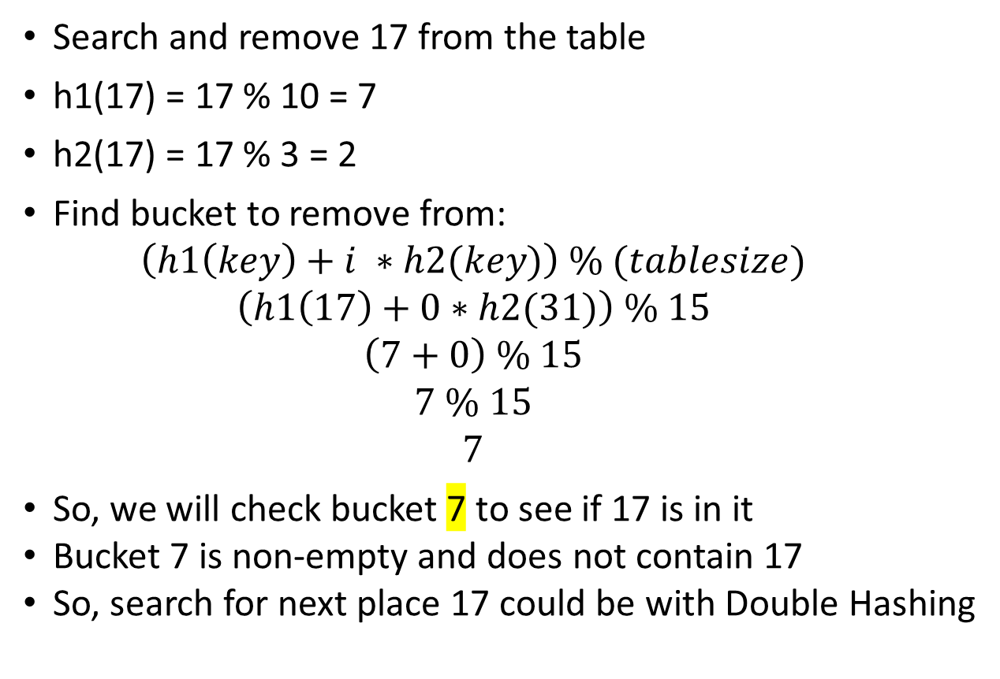 • Search and remove 17 from the table
• h1(17) = 17 % 10 = 7
• h2(17) = 17 % 3 = 2
• Find bucket to remove from:
(h1(key) + i ∗ h2(key)) % (tablesize)
(h1(17) + 0 ∗ h2(31)) % 15
(7 + 0) % 15
7 % 15
7
• So, we will check bucket 7 to see if 17 is in it
• Bucket 7 is non-empty and does not contain 17
• So, search for next place 17 could be with Double Hashing